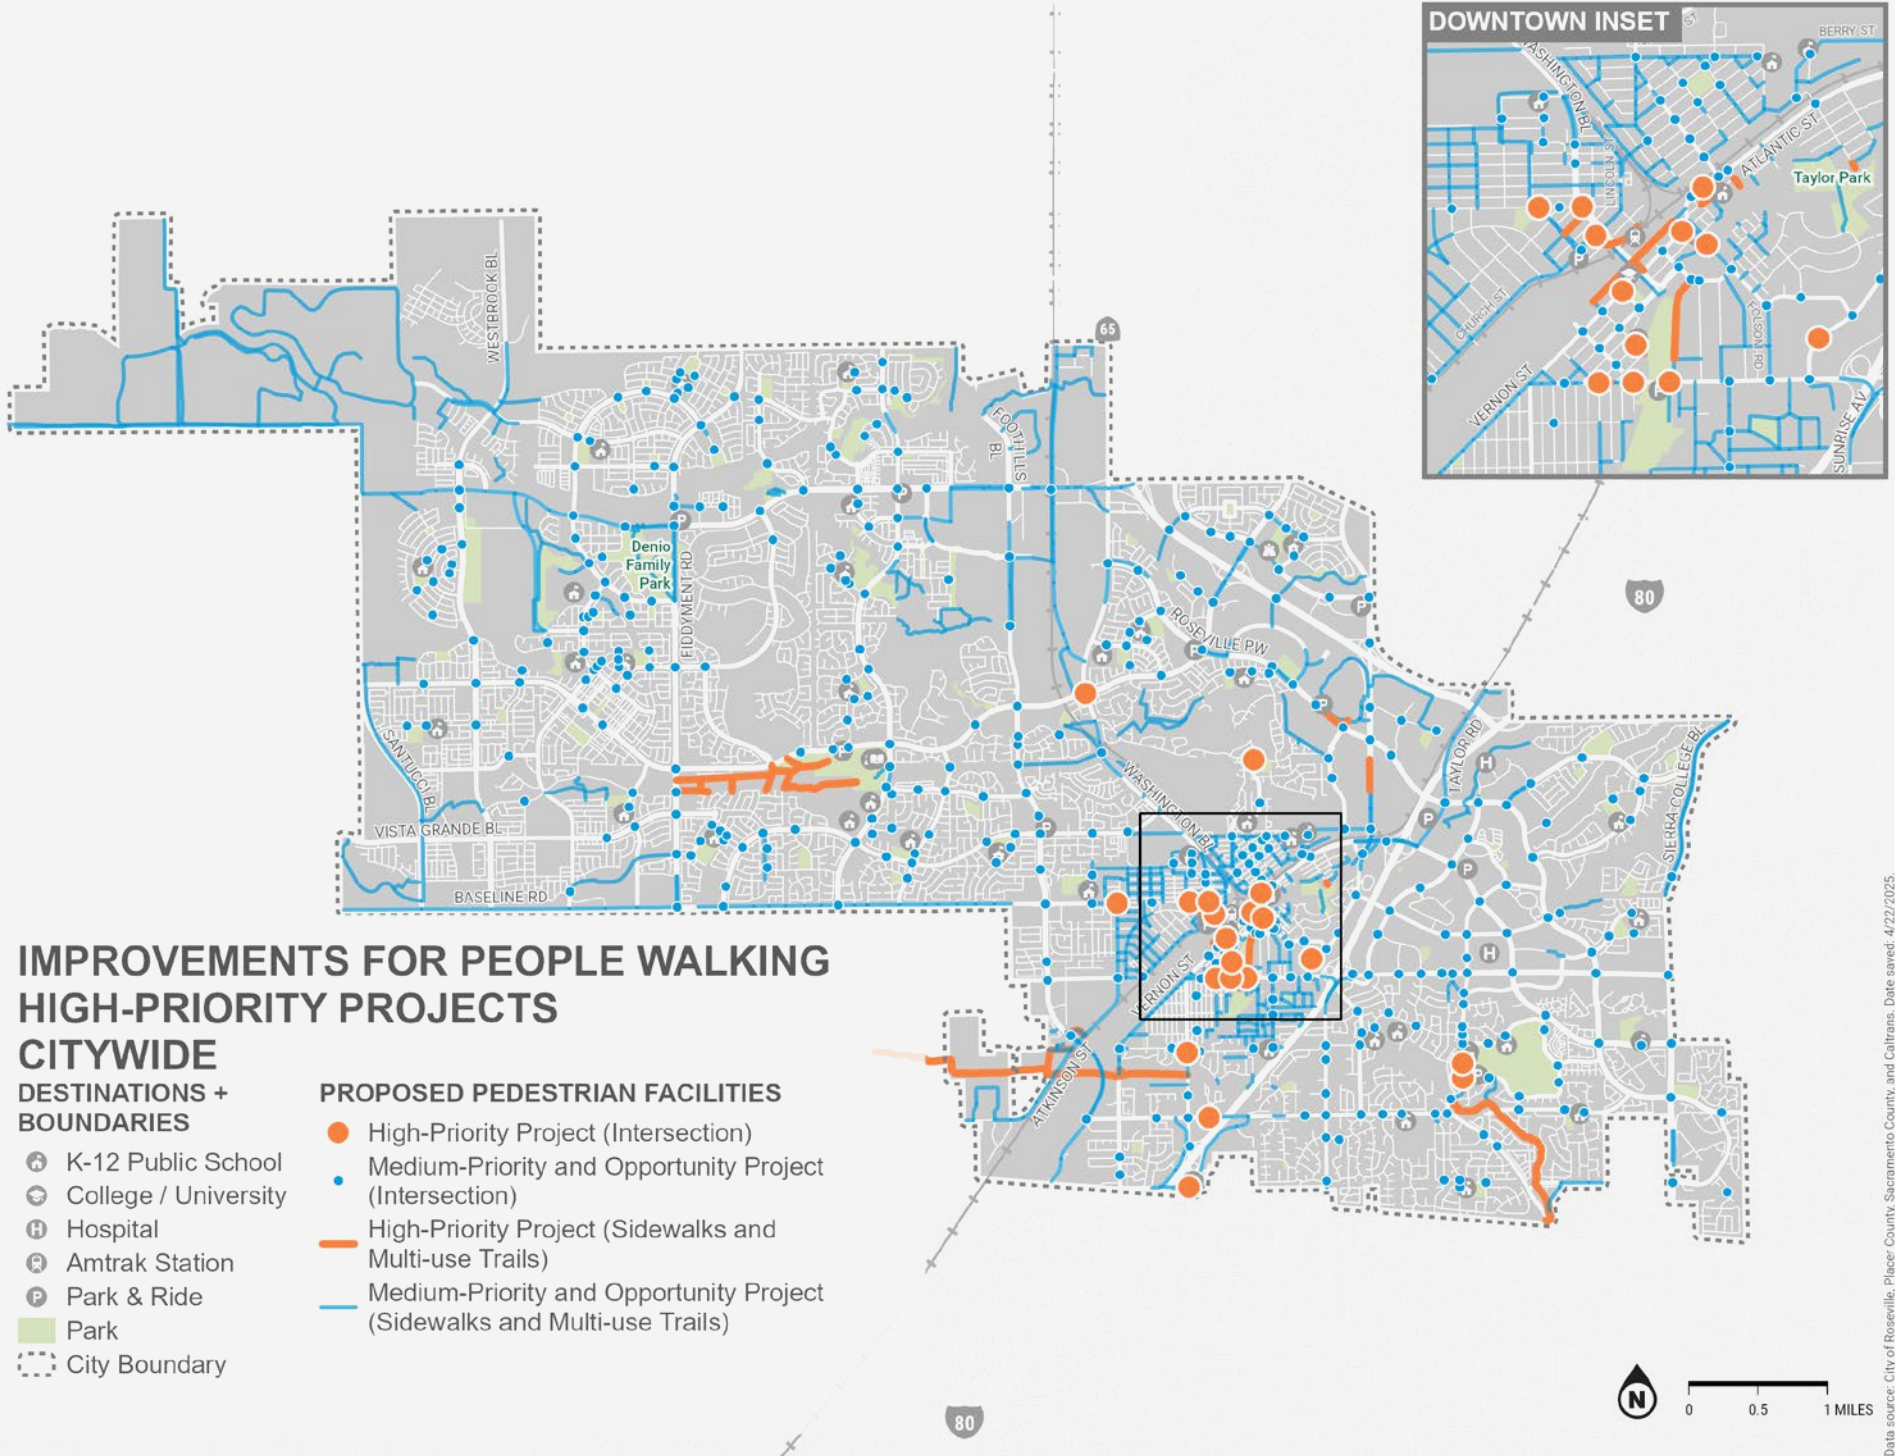 DOWNTOWN INSET
ST
BERRY ST
WASHINGTON BL
ATLANTIC ST
LINCOLN ST
Taylor Park
CHURCH ST
FOLSOM RD
VERNON ST
SUNRISE AV
WESTBROOK BL
65
FOOTHILLS
BL
80
Denio
Family
Park
FIDDYMENT RD
ROSEVILLE PW
SANTUCCI BL
TAYLOR RD
WASHINGTON BL
SIERRA COLLEGE BL
VISTA GRANDE BL
BASELINE RD
VERNON ST
ATKINSON ST
IMPROVEMENTS FOR PEOPLE WALKING
HIGH-PRIORITY PROJECTS
CITYWIDE
DESTINATIONS +
BOUNDARIES
K-12 Public School
College / University
H
Hospital
Amtrak Station
P
Park & Ride
Park
City Boundary
PROPOSED PEDESTRIAN FACILITIES
High-Priority Project (Intersection)
Medium-Priority and Opportunity Project
(Intersection)
High-Priority Project (Sidewalks and
Multi-use Trails)
Medium-Priority and Opportunity Project
(Sidewalks and Multi-use Trails)
80
N
0 0.5 1 MILES
Data source: City of Roseville, Placer County, Sacramento County, and Caltrans. Date saved: 4/22/2025.